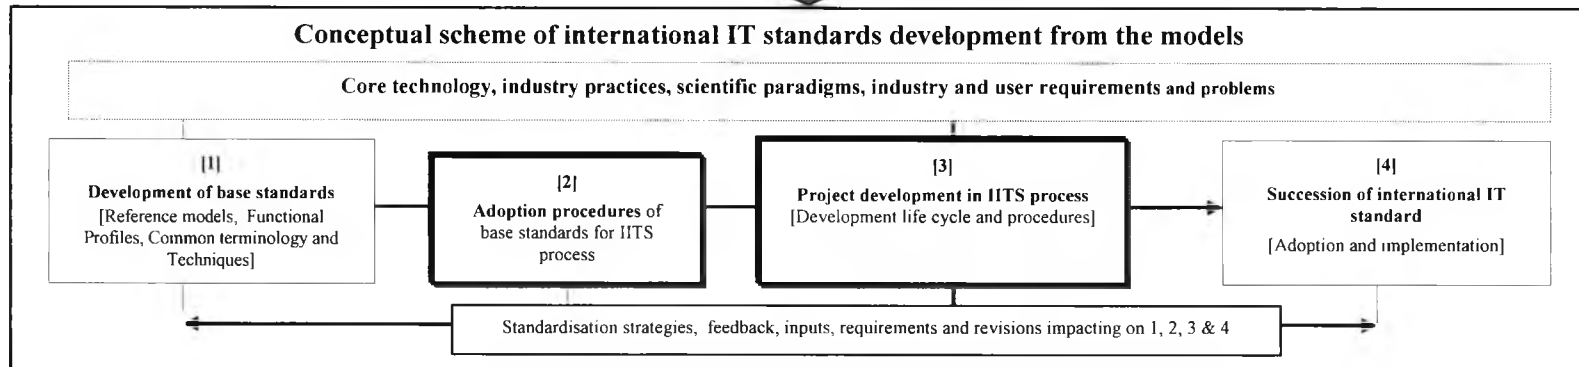 Conceptual scheme of international IT standards development from the models
Core technology, industry practices, scientific paradigms, industry and user requirements and problems
[1]
Development of base standards
[Reference models, Functional
Profiles, Common terminology and
Techniques]
[2]
Adoption procedures of
base standards for IITS
process
[3]
Project development in IITS process
[Development life cycle and procedures]
[4]
Succession of international IT
standard
[Adoption and implementation]
Standardisation strategies, feedback, inputs, requirements and revisions impacting on 1, 2, 3 & 4